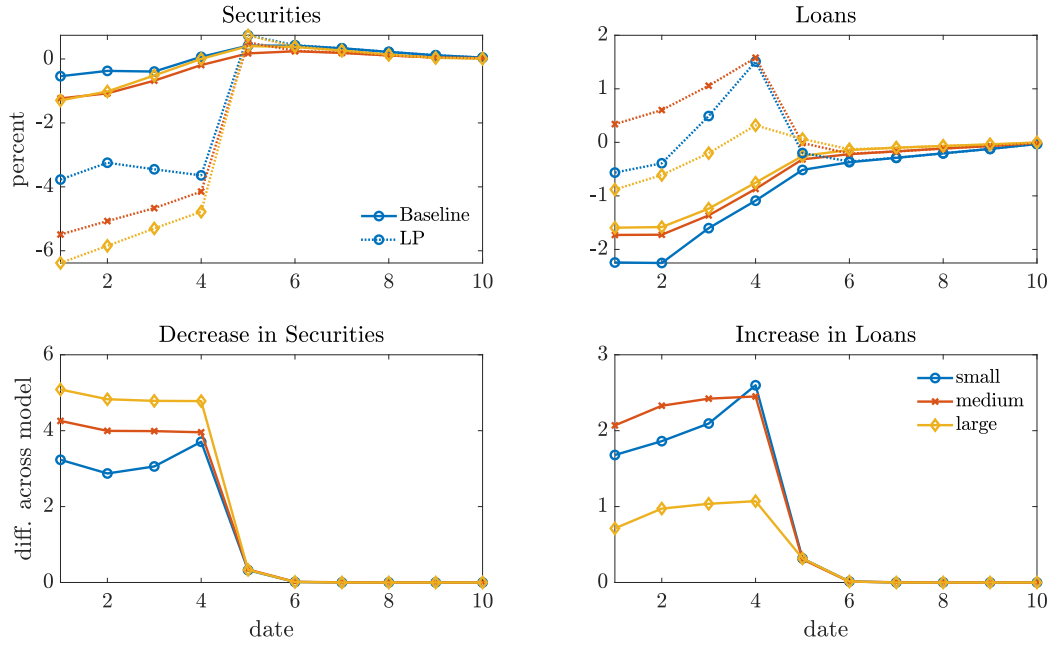 Securities
Loans
percent
0
-2
-4
-6
2 4 6 8 10
Baseline
LP
2
1
0
-1
-2
2 4 6 8 10
Decrease in Securities
Increase in Loans
diff. across model
6
4
2
0
2 4 6 8 10
date
3
2
1
0
2 4 6 8 10
date
small
medium
large